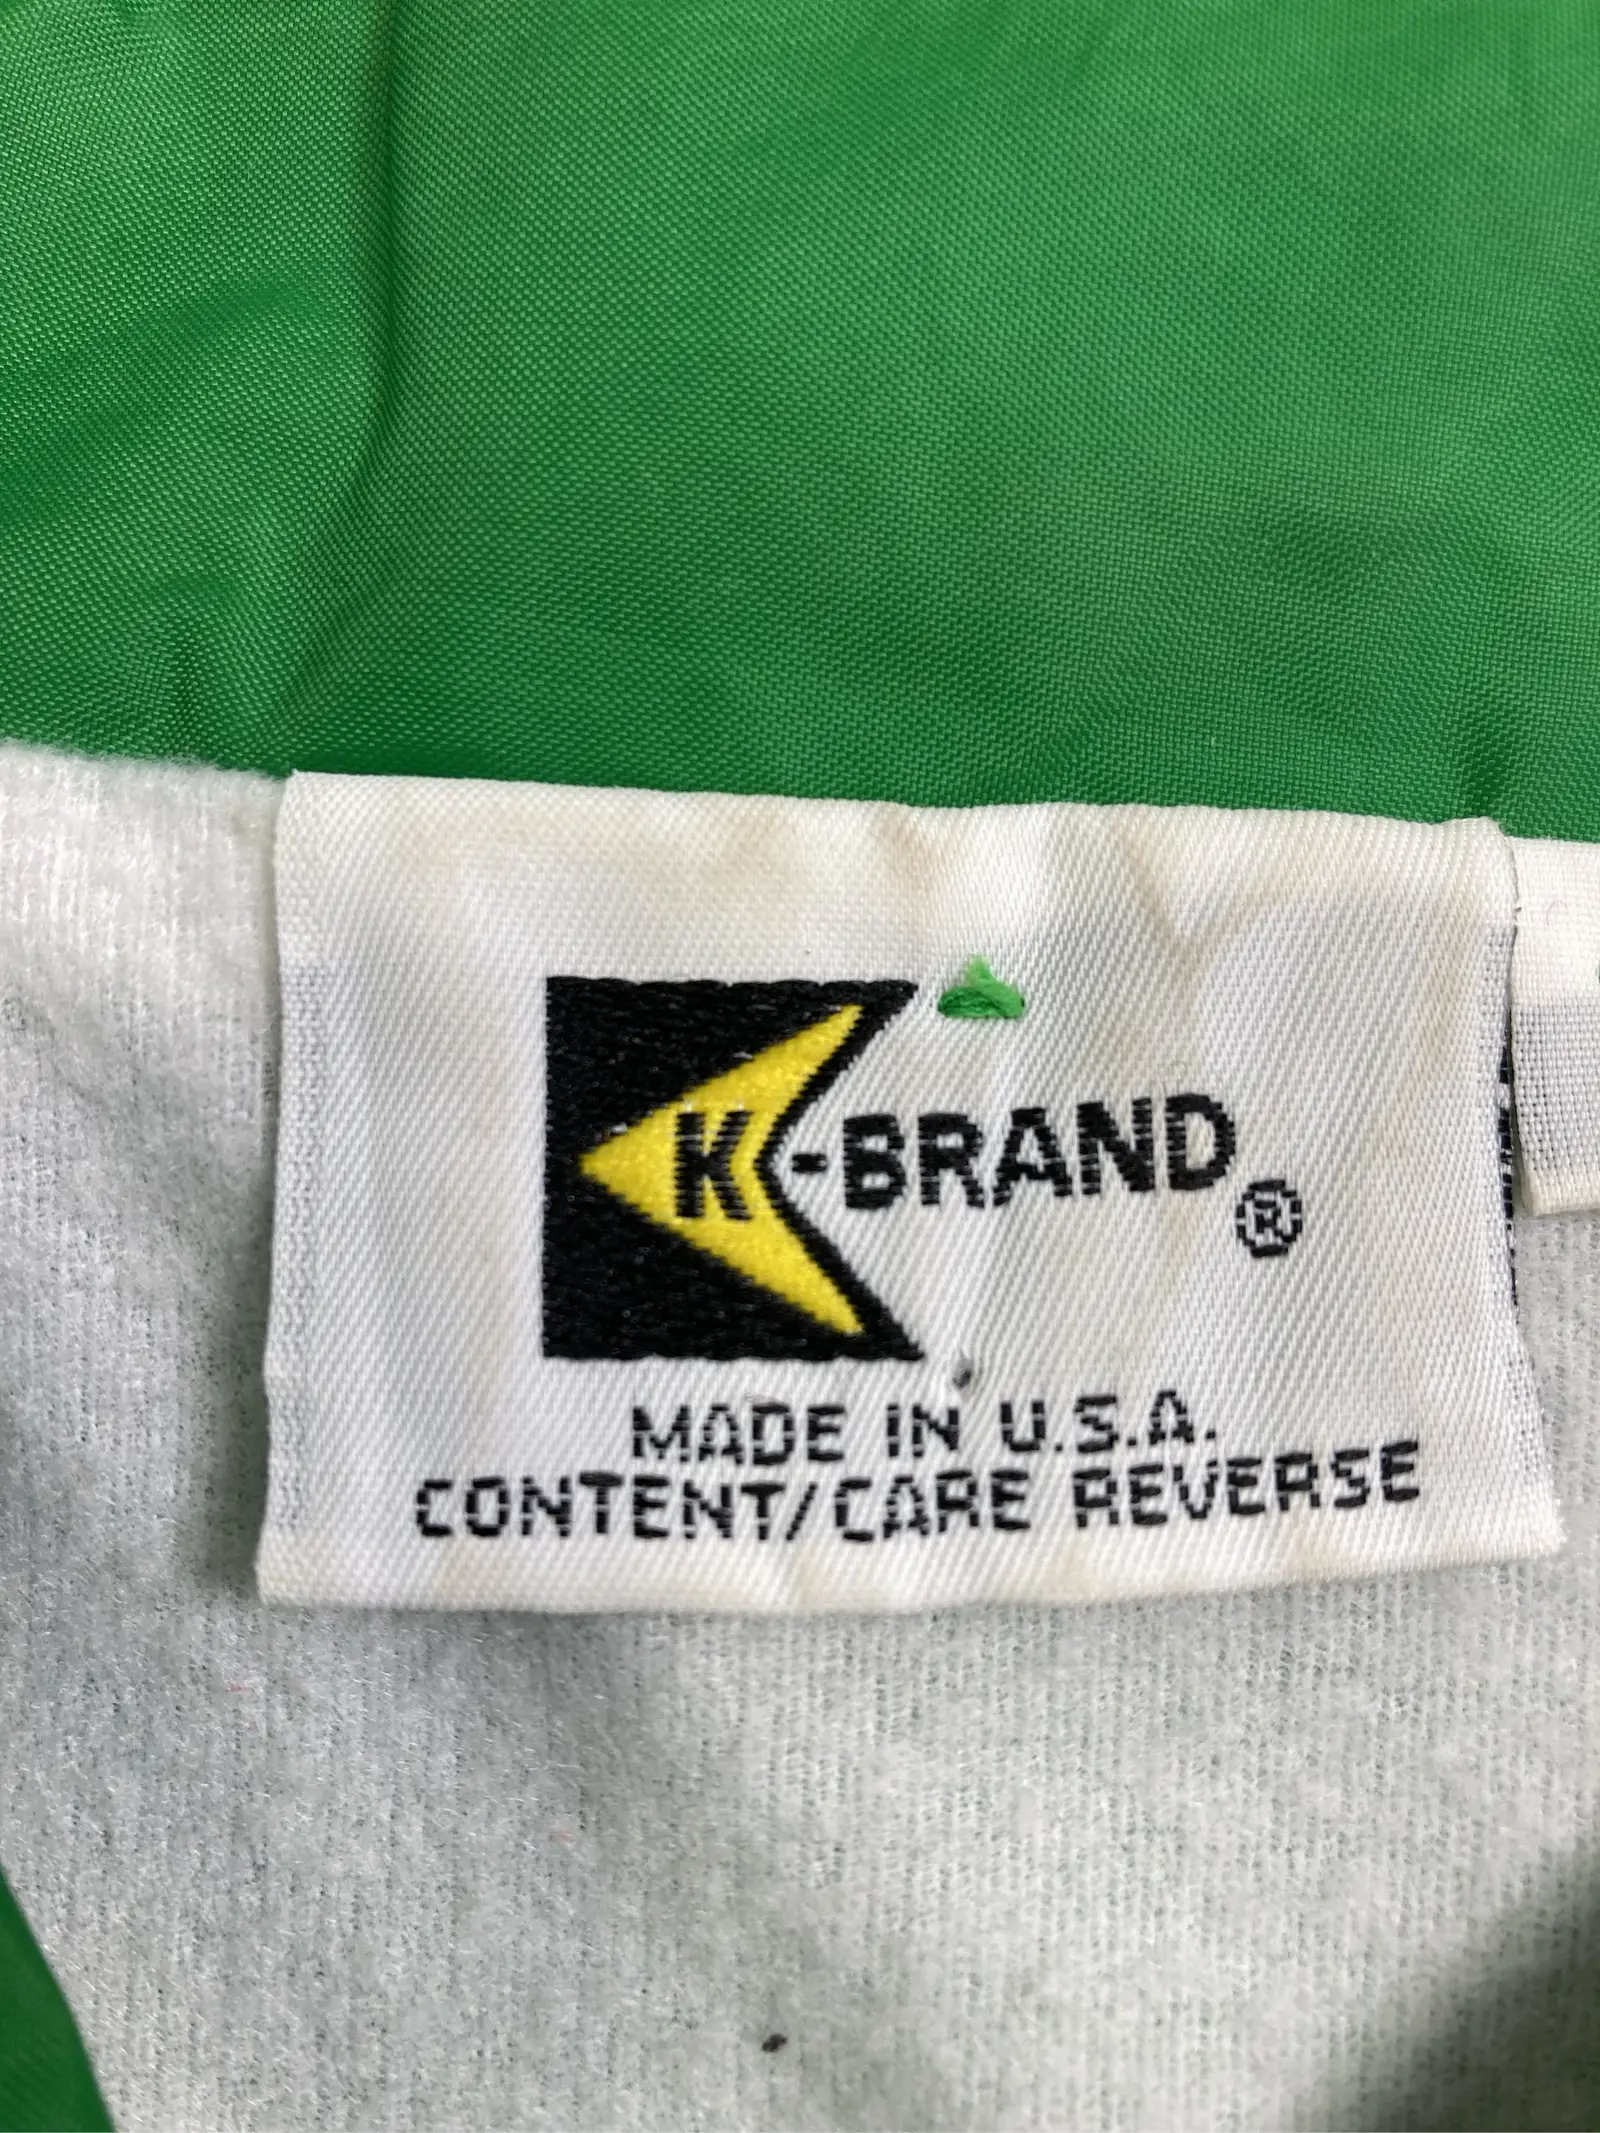 K-BRAND®
MADE IN U.S.A.
CONTENT/CARE REVERSE